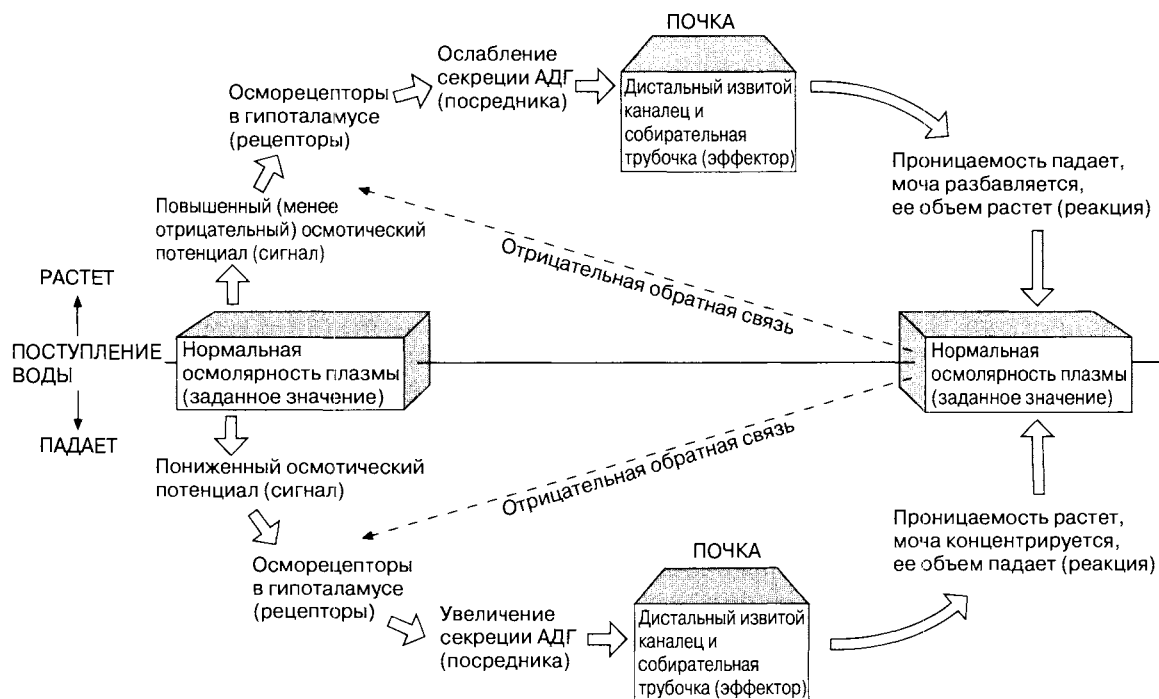 ПОЧКА
Ослабление
секреции АДГ
(посредника)
Дистальный извитой
каналец и
собирательная
трубочка (эффектор)
Осморецепторы
в гипоталамусе
(рецепторы)
Проницаемость падает,
моча разбавляется,
ее объем растет (реакция)
Повышенный (менее
отрицательный) осмотический
потенциал (сигнал)
Отрицательная обратная связь
РАСТЕТ
ПОСТУПЛЕНИЕ
ВОДЫ
ПАДАЕТ
Нормальная
осмолярность плазмы
(заданное значение)
Нормальная
осмолярность плазмы
(заданное значение)
Отрицательная обратная связь
Пониженный осмотический
потенциал (сигнал)
Проницаемость растет,
моча концентрируется,
ее объем падает (реакция)
Осморецепторы
в гипоталамусе
(рецепторы)
Увеличение
секреции АДГ
(посредника)
ПОЧКА
Дистальный извитой
каналец и
собирательная
трубочка (эффектор)